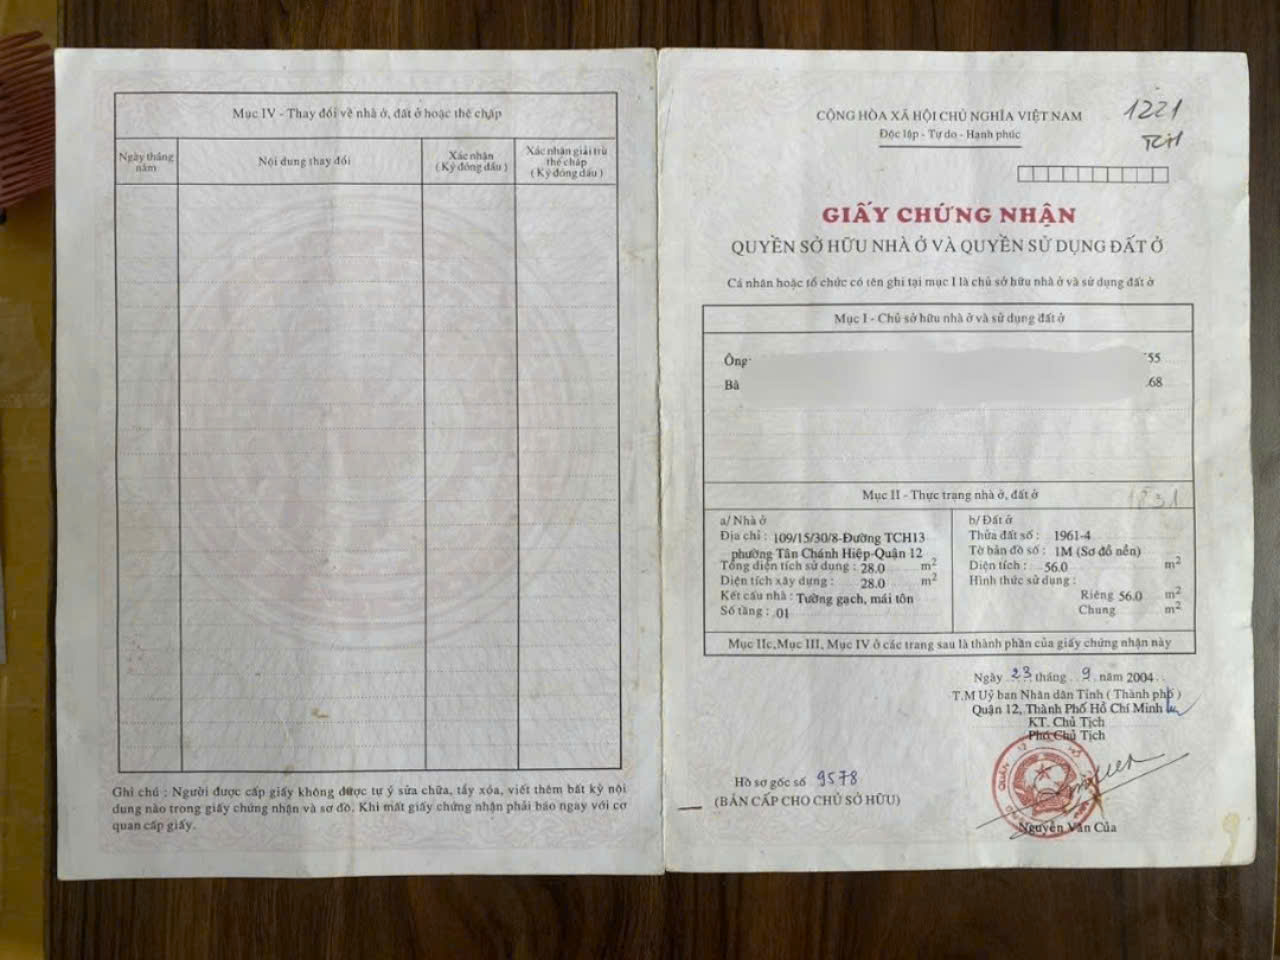 Mục IV - Thay đổi về nhà ở, đất ở hoặc thế chấp
Ngày tháng năm
Nội dung thay đổi
Xác nhận
( Ký đóng dấu )
Xác nhận giải trừ
thế chấp
( Ký đóng dấu )
Ghi chú : Người được cấp giấy không được tự ý sửa chữa, tẩy xóa, viết thêm bất kỳ nội
dung nào trong giấy chứng nhận và sơ đồ. Khi mất giấy chứng nhận phải báo ngay với cơ
quan cấp giấy.
CỘNG HÒA XÃ HỘI CHỦ NGHĨA VIỆT NAM
Độc lập - Tự do - Hạnh phúc
1221
TCH
GIẤY CHỨNG NHẬN
QUYỀN SỞ HỮU NHÀ Ở VÀ QUYỀN SỬ DỤNG ĐẤT Ở
Cá nhân hoặc tổ chức có tên ghi tại mục I là chủ sở hữu nhà ở và sử dụng đất ở
Mục I - Chủ sở hữu nhà ở và sử dụng đất ở
Ông 55
Bà 68
Mục II - Thực trạng nhà ở, đất ở
1831
a/ Nhà ở
Địa chỉ : 109/15/30/8-Đường TCH13
phường Tân Chánh Hiệp-Quận 12
Tổng diện tích sử dụng : 28.0 m2
Diện tích xây dựng : 28.0 m2
Kết cấu nhà : Tường gạch, mái tôn
Số tầng : 01
b/ Đất ở
Thửa đất số : 1961-4
Tờ bản đồ số : 1M (Sơ đồ nền)
Diện tích : 56.0 m2
Hình thức sử dụng :
Riêng 56.0 m2
Chung m2
Mục IIc, Mục III, Mục IV ở các trang sau là thành phần của giấy chứng nhận này
Ngày 23 tháng 9 năm 2004
T.M Uỷ ban Nhân dân Tỉnh ( Thành phố )
Quận 12, Thành Phố Hồ Chí Minh
KT. Chủ Tịch
Phó Chủ Tịch
Hồ sơ gốc số 9578
(BẢN CẤP CHO CHỦ SỞ HỮU)
Nguyễn Văn Của